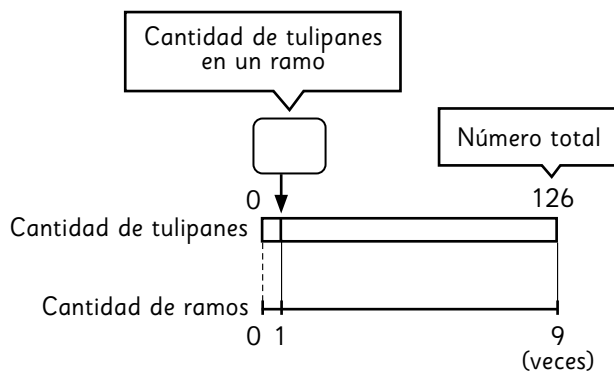 Cantidad de tulipanes
en un ramo
Número total
0
126
Cantidad de tulipanes
Cantidad de ramos
0 1 9
(veces)